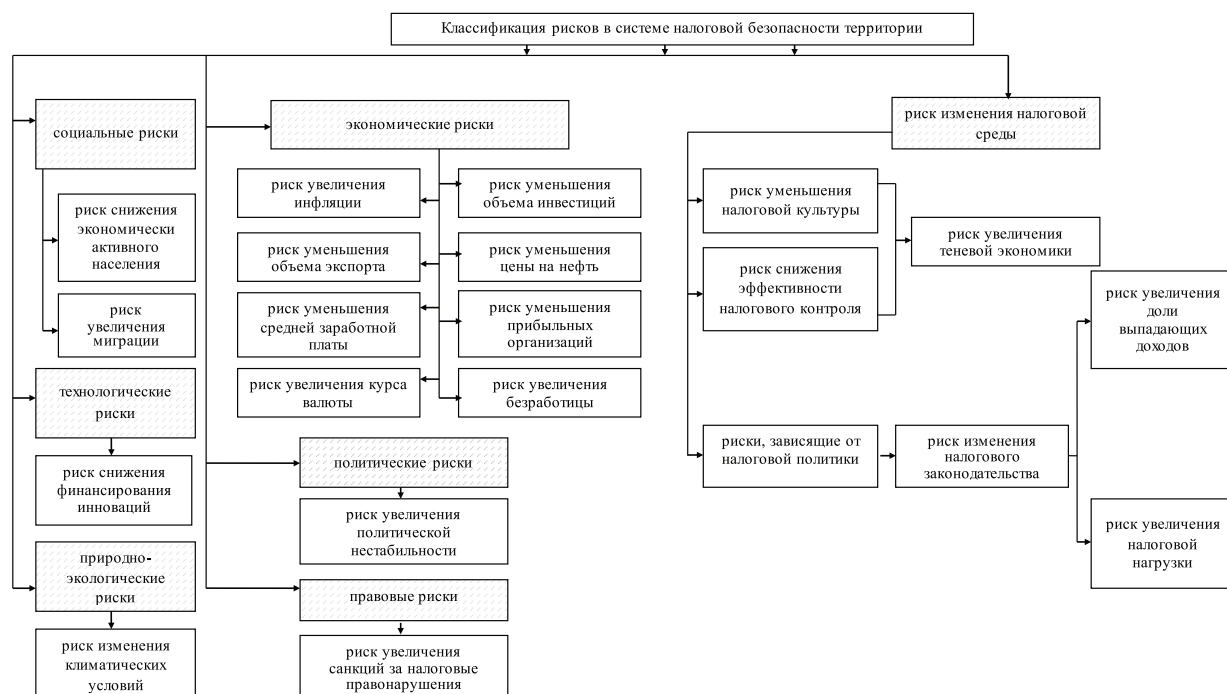 Классификация рисков в системе налоговой безопасности территории
социальные риски
риск снижения
экономически
активного
населения
риск
увеличения
миграции
технологические
риски
риск снижения
финансирования
инноваций
природно-
экологические
риски
риск изменения
климатических
условий
экономические риски
риск увеличения
инфляции
риск уменьшения
объема инвестиций
риск уменьшения
объема экспорта
риск уменьшения
цены на нефть
риск уменьшения
средней заработной
платы
риск уменьшения
прибыльных
организаций
риск увеличения курса
валюты
риск увеличения
безработицы
политические риски
риск увеличения
политической
нестабильности
правовые риски
риск увеличения
санкций за налоговые
правонарушения
риск изменения налоговой
среды
риск уменьшения
налоговой культуры
риск снижения
эффективности
налогового контроля
риск увеличения
теневой экономики
риски, зависящие от
налоговой политики
риск изменения
налогового
законодательства
риск увеличения
доли
выпадающих
доходов
риск увеличения
налоговой
нагрузки